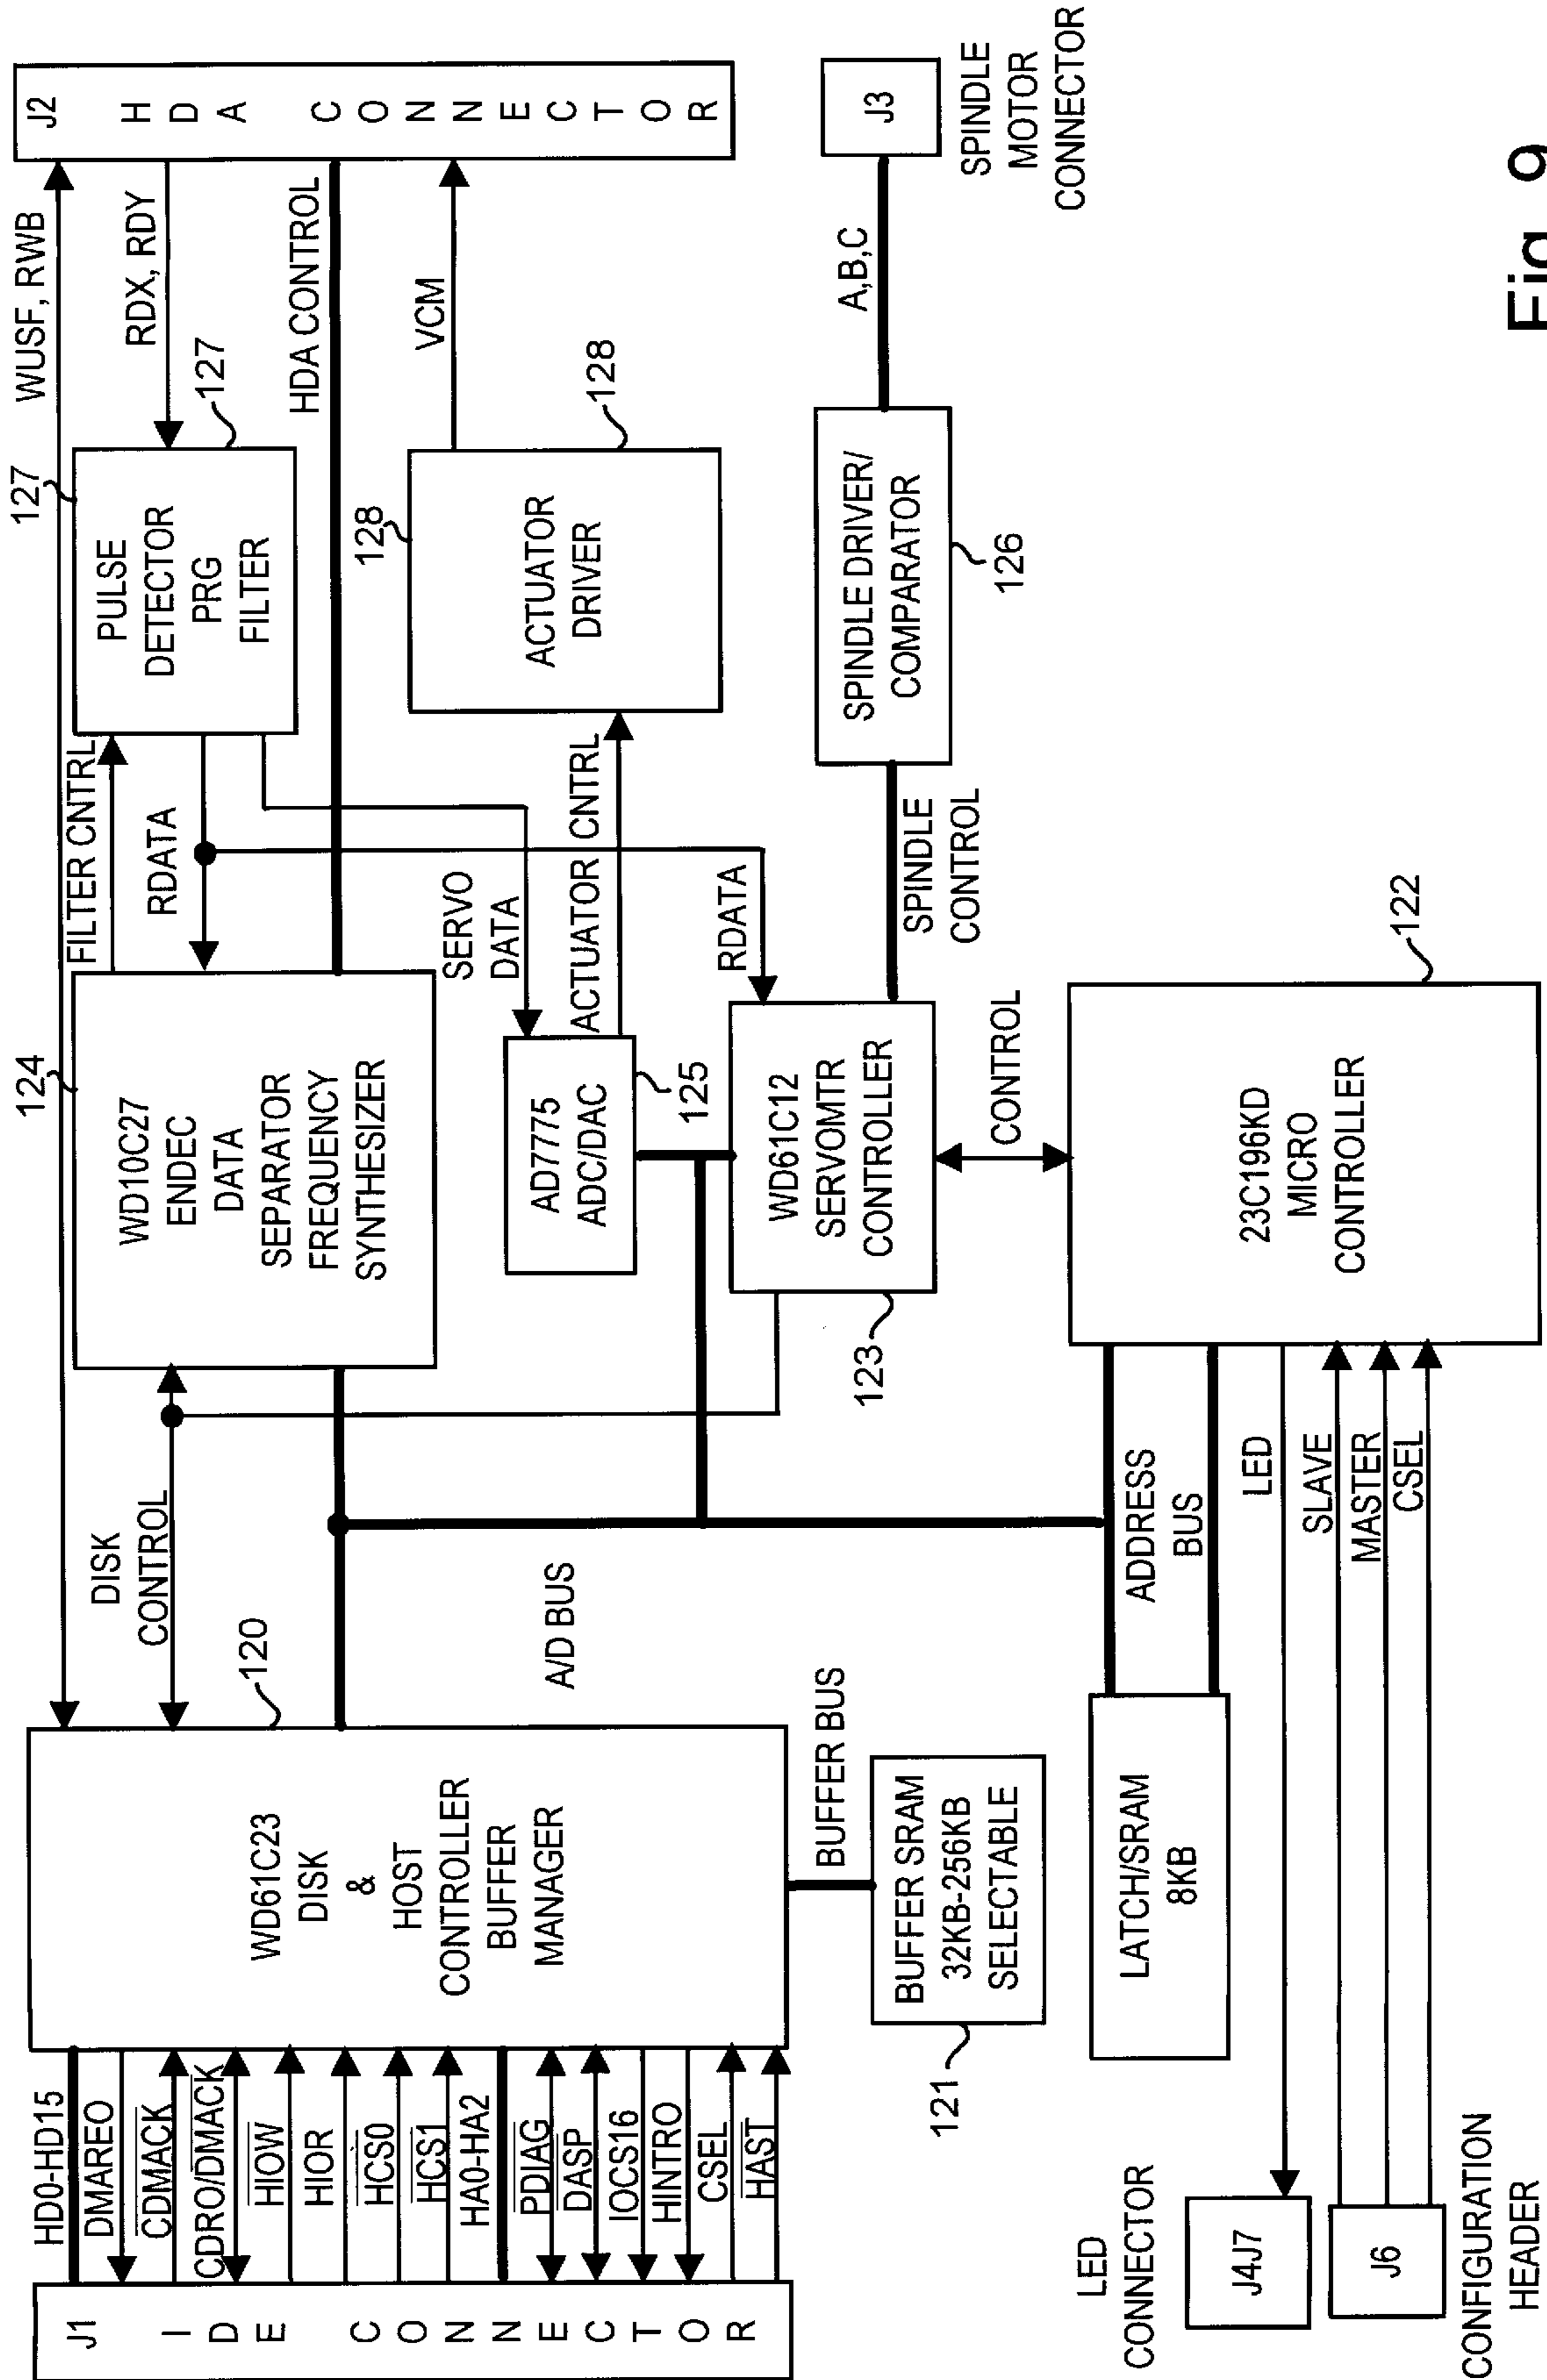 J1
IDE CONNECTOR
HD0-HD15
DMAREO
CDMACK
CDRO/DMACK
HIOW
HIOR
HCS0
HCS1
HA0-HA2
PDIAG
DASP
IOCS16
HINTRO
CSEL
HAST
WD61C23
DISK
&
HOST
CONTROLLER
BUFFER
MANAGER
120
BUFFER BUS
BUFFER SRAM
32KB-256KB
SELECTABLE
121
DISK
CONTROL
A/D BUS
124
WD10C27
ENDEC
DATA
SEPARATOR
FREQUENCY
SYNTHESIZER
FILTER CNTRL
RDATA
127
PULSE
DETECTOR
PRG
FILTER
127
WUSF, RWB
RDX, RDY
HDA CONTROL
VCM
J2
HDA CONNECTOR
SERVO
DATA
ACTUATOR CNTRL
128
ACTUATOR
DRIVER
128
AD7775
ADC/DAC
125
RDATA
WD61C12
SERVOMTR
CONTROLLER
123
SPINDLE
CONTROL
SPINDLE DRIVER/
COMPARATOR
126
A,B,C
J3
SPINDLE
MOTOR
CONNECTOR
CONTROL
23C196KD
MICRO
CONTROLLER
122
ADDRESS
BUS
LATCH/SRAM
8KB
LED
SLAVE
MASTER
CSEL
LED
CONNECTOR
J4J7
J6
CONFIGURATION
HEADER
Fig. 9